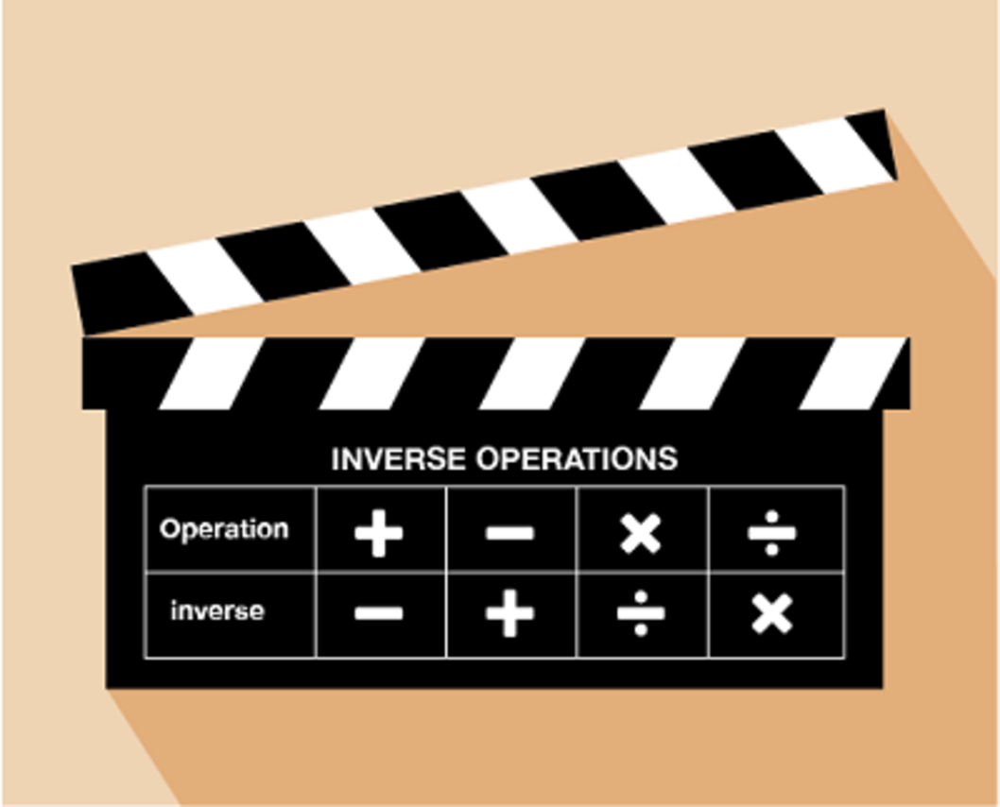 INVERSE OPERATIONS
Operation + − × ÷
inverse − + ÷ ×